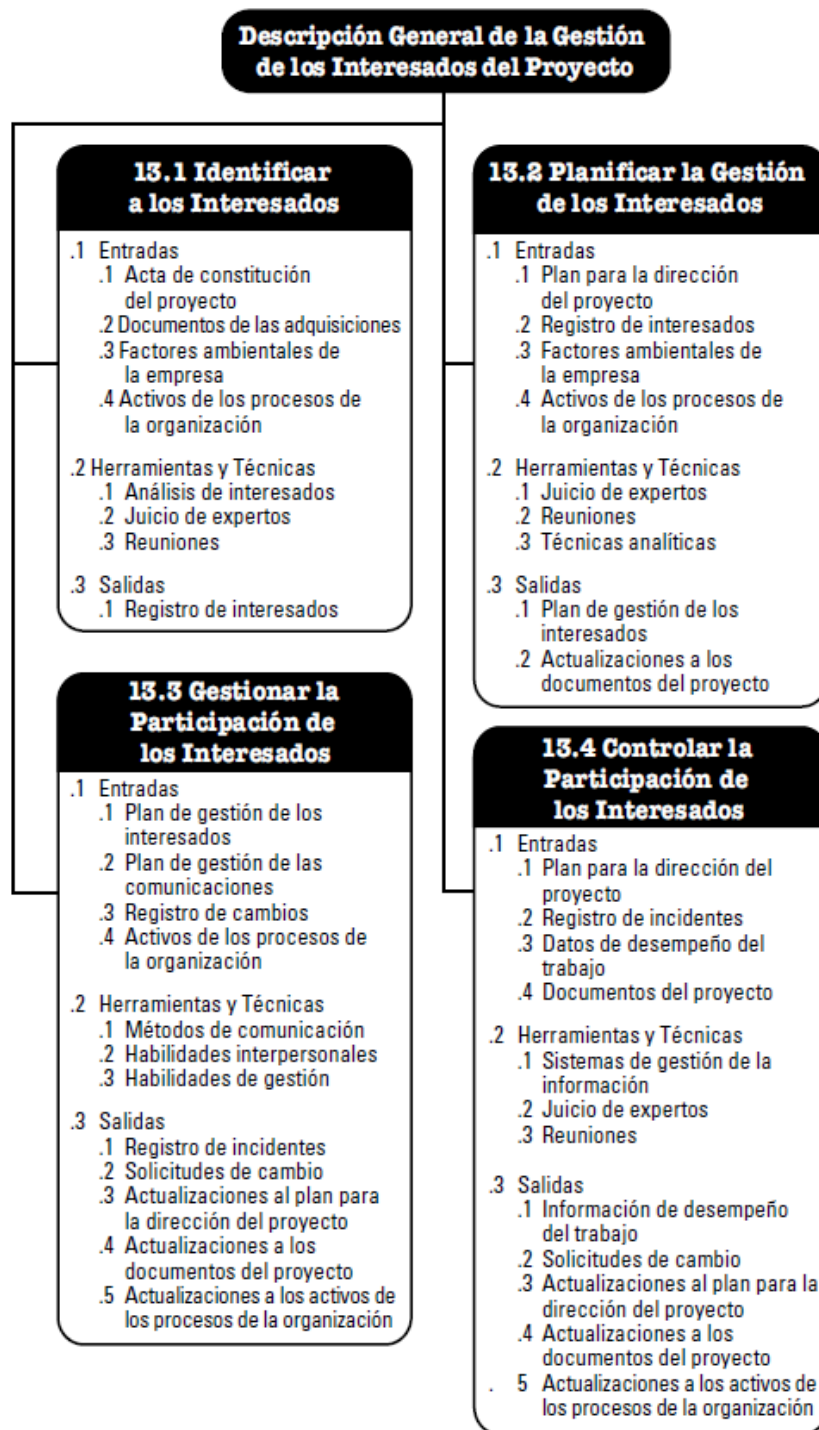 Descripción General de la Gestión
de los Interesados del Proyecto
13.1 Identificar
a los Interesados
.1 Entradas
.1 Acta de constitución
del proyecto
.2 Documentos de las adquisiciones
.3 Factores ambientales de
la empresa
.4 Activos de los procesos de
la organización
.2 Herramientas y Técnicas
.1 Análisis de interesados
.2 Juicio de expertos
.3 Reuniones
.3 Salidas
.1 Registro de interesados
13.2 Planificar la Gestión
de los Interesados
.1 Entradas
.1 Plan para la dirección
del proyecto
.2 Registro de interesados
.3 Factores ambientales de
la empresa
.4 Activos de los procesos de
la organización
.2 Herramientas y Técnicas
.1 Juicio de expertos
.2 Reuniones
.3 Técnicas analíticas
.3 Salidas
.1 Plan de gestión de los
interesados
.2 Actualizaciones a los
documentos del proyecto
13.3 Gestionar la
Participación de
los Interesados
.1 Entradas
.1 Plan de gestión de los
interesados
.2 Plan de gestión de las
comunicaciones
.3 Registro de cambios
.4 Activos de los procesos de
la organización
.2 Herramientas y Técnicas
.1 Métodos de comunicación
.2 Habilidades interpersonales
.3 Habilidades de gestión
.3 Salidas
.1 Registro de incidentes
.2 Solicitudes de cambio
.3 Actualizaciones al plan para
la dirección del proyecto
.4 Actualizaciones a los
documentos del proyecto
.5 Actualizaciones a los activos de
los procesos de la organización
13.4 Controlar la
Participación de
los Interesados
.1 Entradas
.1 Plan para la dirección del
proyecto
.2 Registro de incidentes
.3 Datos de desempeño del
trabajo
.4 Documentos del proyecto
.2 Herramientas y Técnicas
.1 Sistemas de gestión de la
información
.2 Juicio de expertos
.3 Reuniones
.3 Salidas
.1 Información de desempeño
del trabajo
.2 Solicitudes de cambio
.3 Actualizaciones al plan para la
dirección del proyecto
.4 Actualizaciones a los
documentos del proyecto
. 5 Actualizaciones a los activos de
los procesos de la organización